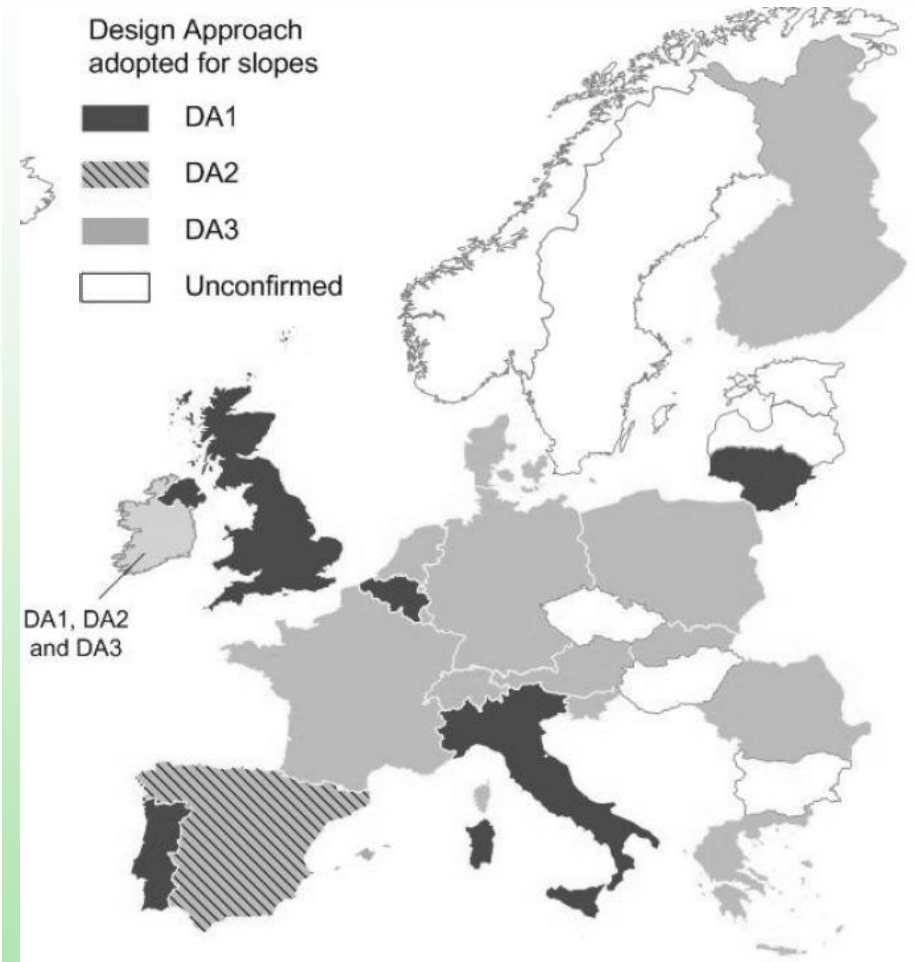 Design Approach
adopted for slopes
DA1
DA2
DA3
Unconfirmed
DA1, DA2
and DA3